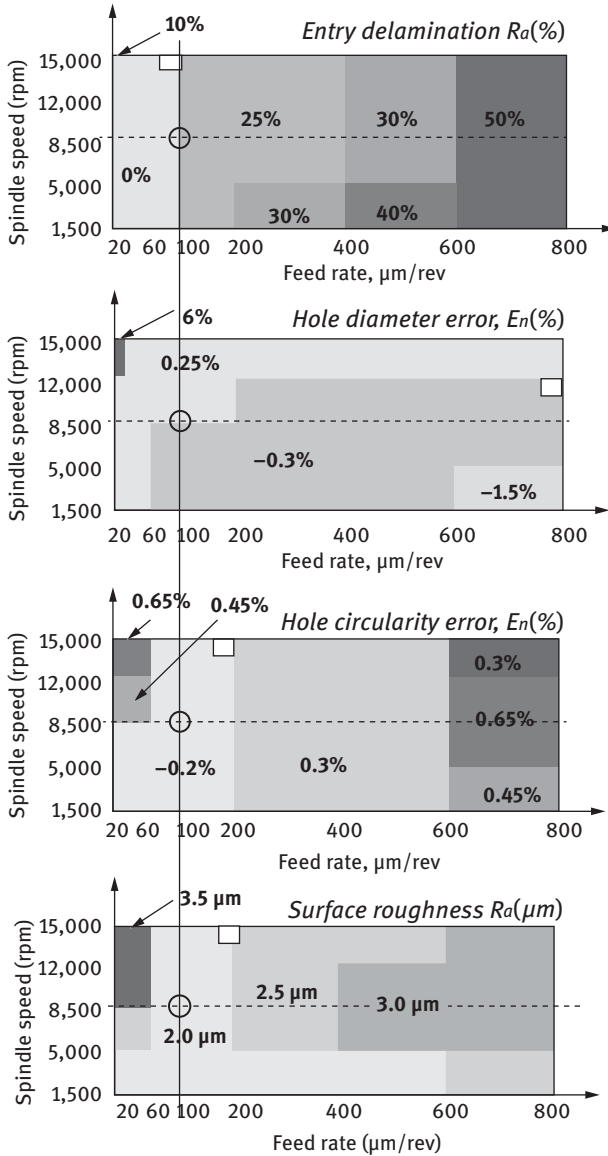 10%
Entry delamination Ra(%)
15,000
12,000
25%
30%
50%
8,500
0%
5,000
30%
40%
1,500
20 60 100 200 400 600 800
Feed rate, µm/rev
Spindle speed (rpm)
6%
Hole diameter error, En(%)
15,000
0.25%
12,000
8,500
–0.3%
5,000
–1.5%
1,500
20 60 100 200 400 600 800
Feed rate, µm/rev
Spindle speed (rpm)
0.65%
0.45%
Hole circularity error, En(%)
15,000
0.3%
12,000
8,500
0.65%
–0.2%
0.3%
5,000
0.45%
1,500
20 60 100 200 400 600 800
Feed rate, µm/rev
Spindle speed (rpm)
3.5 µm
Surface roughness Ra(µm)
15,000
12,000
2.5 µm
3.0 µm
8,500
2.0 µm
5,000
1,500
20 60 100 200 400 600 800
Feed rate (µm/rev)
Spindle speed (rpm)